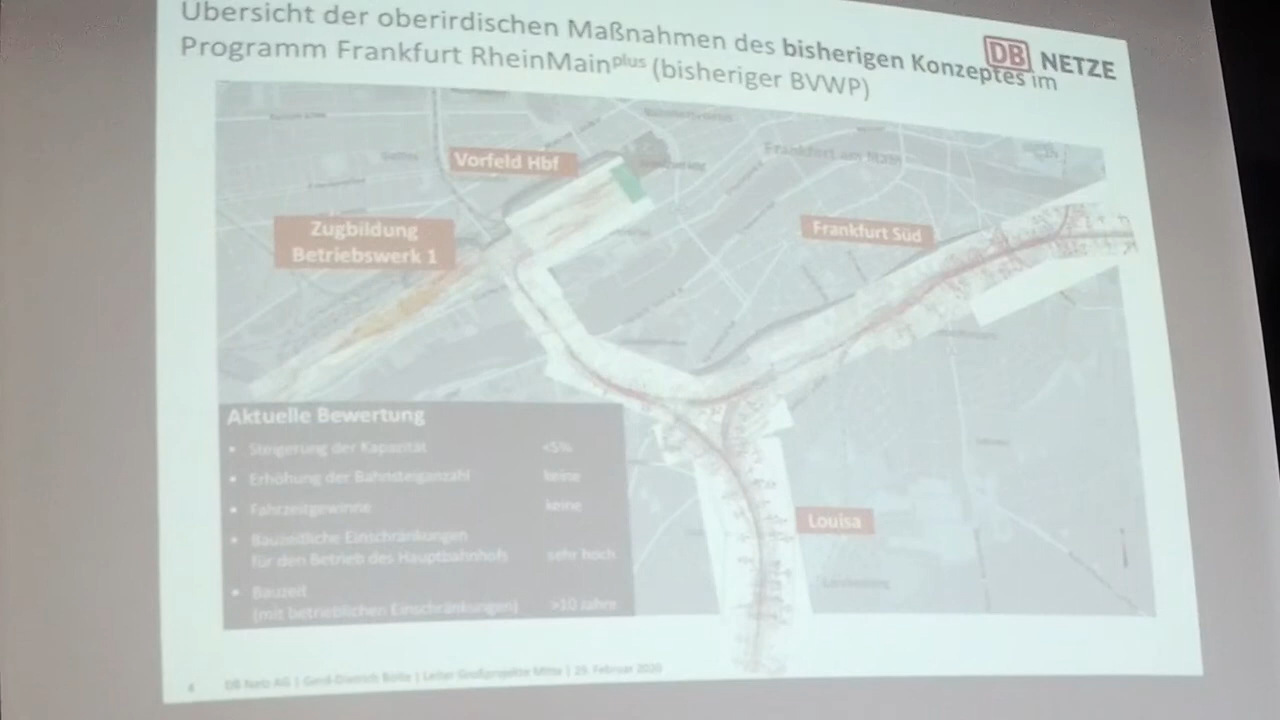 Übersicht der oberirdischen Maßnahmen des bisherigen Konzeptes im
Programm Frankfurt RheinMainplus (bisheriger BVWP)
DB NETZE
Vorfeld Hbf
Zugbildung
Betriebswerk 1
Frankfurt am Main
Frankfurt Süd
Louisa
Aktuelle Bewertung
• Steigerung der Kapazität <5%
• Erhöhung der Bahnsteiganzahl keine
• Fahrzeitgewinne keine
• Bauzeitliche Einschränkungen
für den Betrieb des Hauptbahnhofs sehr hoch
• Bauzeit
(mit betrieblichen Einschränkungen) >10 Jahre
DB Netz AG | Gerd-Dietrich Bolte | Leiter Großprojekte Mitte | 29. Februar 2020